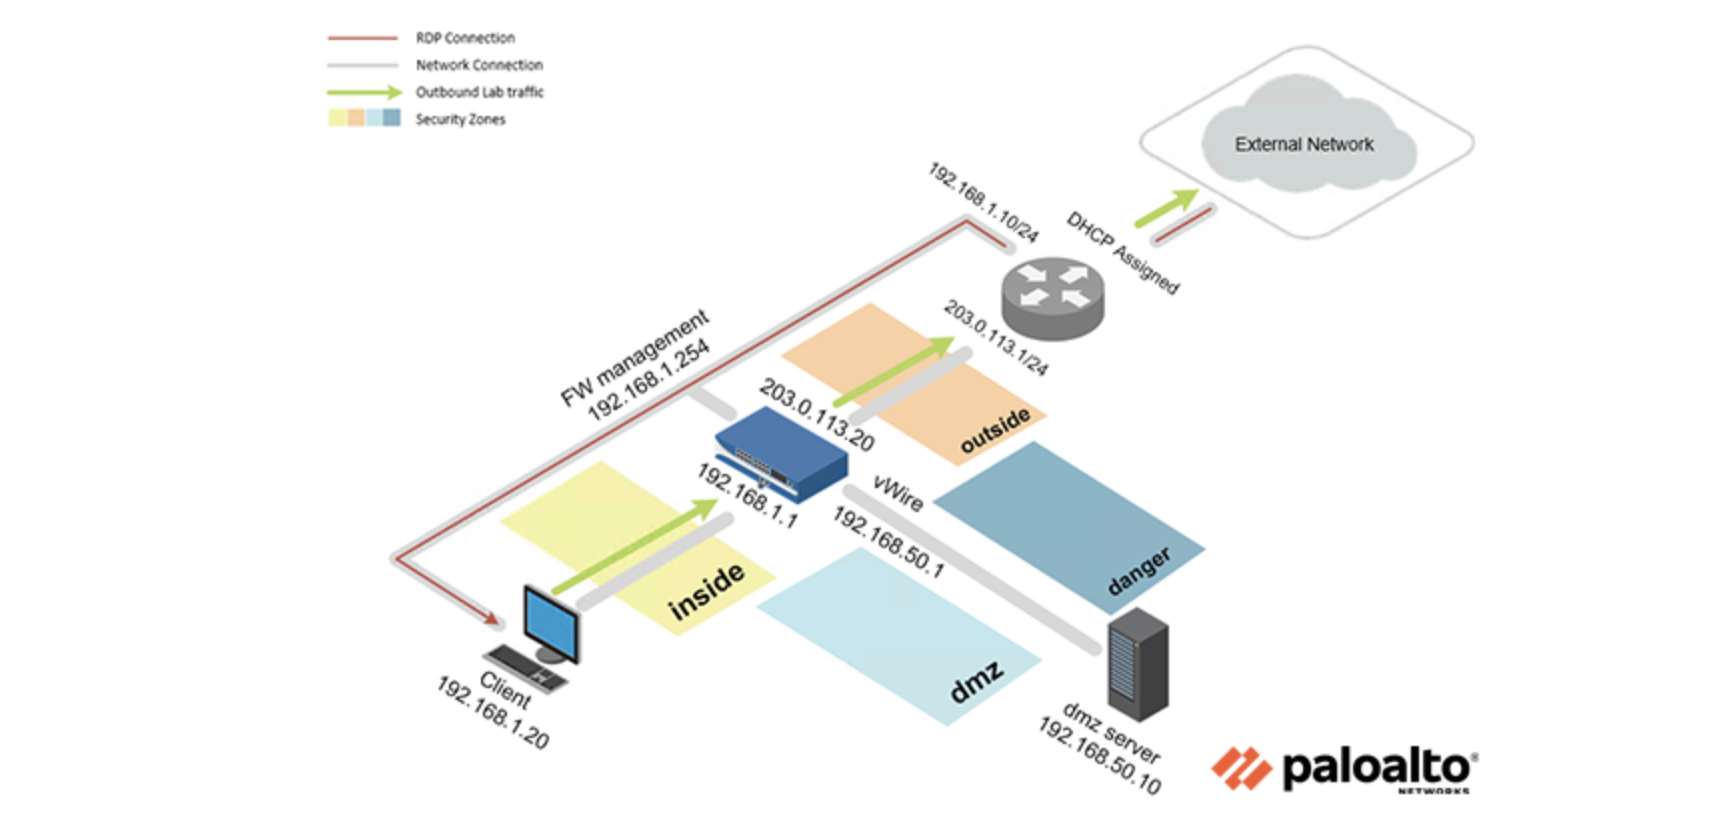 RDP Connection
Network Connection
Outbound Lab traffic
Security Zones
External Network
192.168.1.10/24
DHCP Assigned
203.0.113.1/24
FW management
192.168.1.254
203.0.113.20
outside
192.168.1.1
vWire
192.168.50.1
danger
inside
dmz
Client
192.168.1.20
dmz server
192.168.50.10
paloalto®
NETWORKS